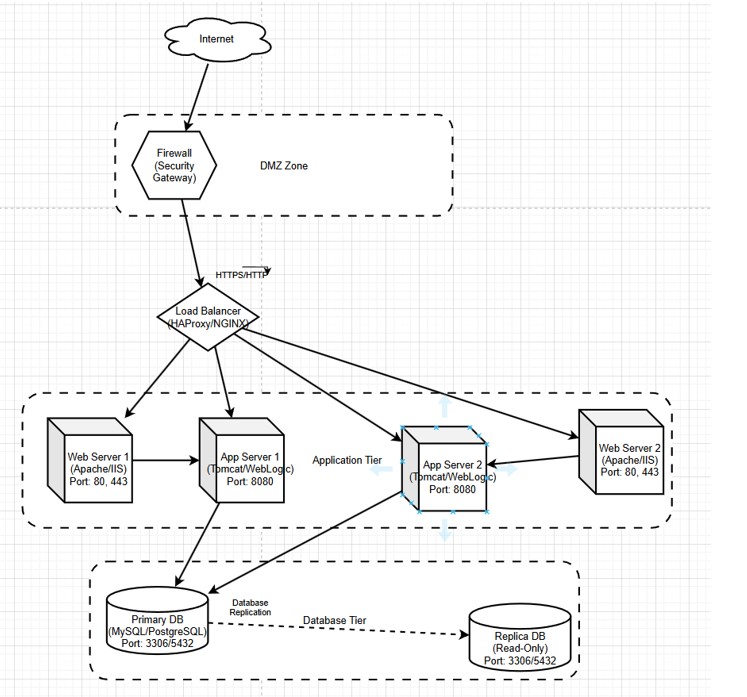 Internet
Firewall
(Security
Gateway)
DMZ Zone
HTTPS/HTTP
Load Balancer
(HAProxy/NGINX)
Web Server 1
(Apache/IIS)
Port: 80, 443
App Server 1
(Tomcat/WebLogic)
Port: 8080
Application Tier
App Server 2
(Tomcat/WebLogic)
Port: 8080
Web Server 2
(Apache/IIS)
Port: 80, 443
Primary DB
(MySQL/PostgreSQL)
Port: 3306/5432
Database
Replication
Database Tier
Replica DB
(Read-Only)
Port: 3306/5432